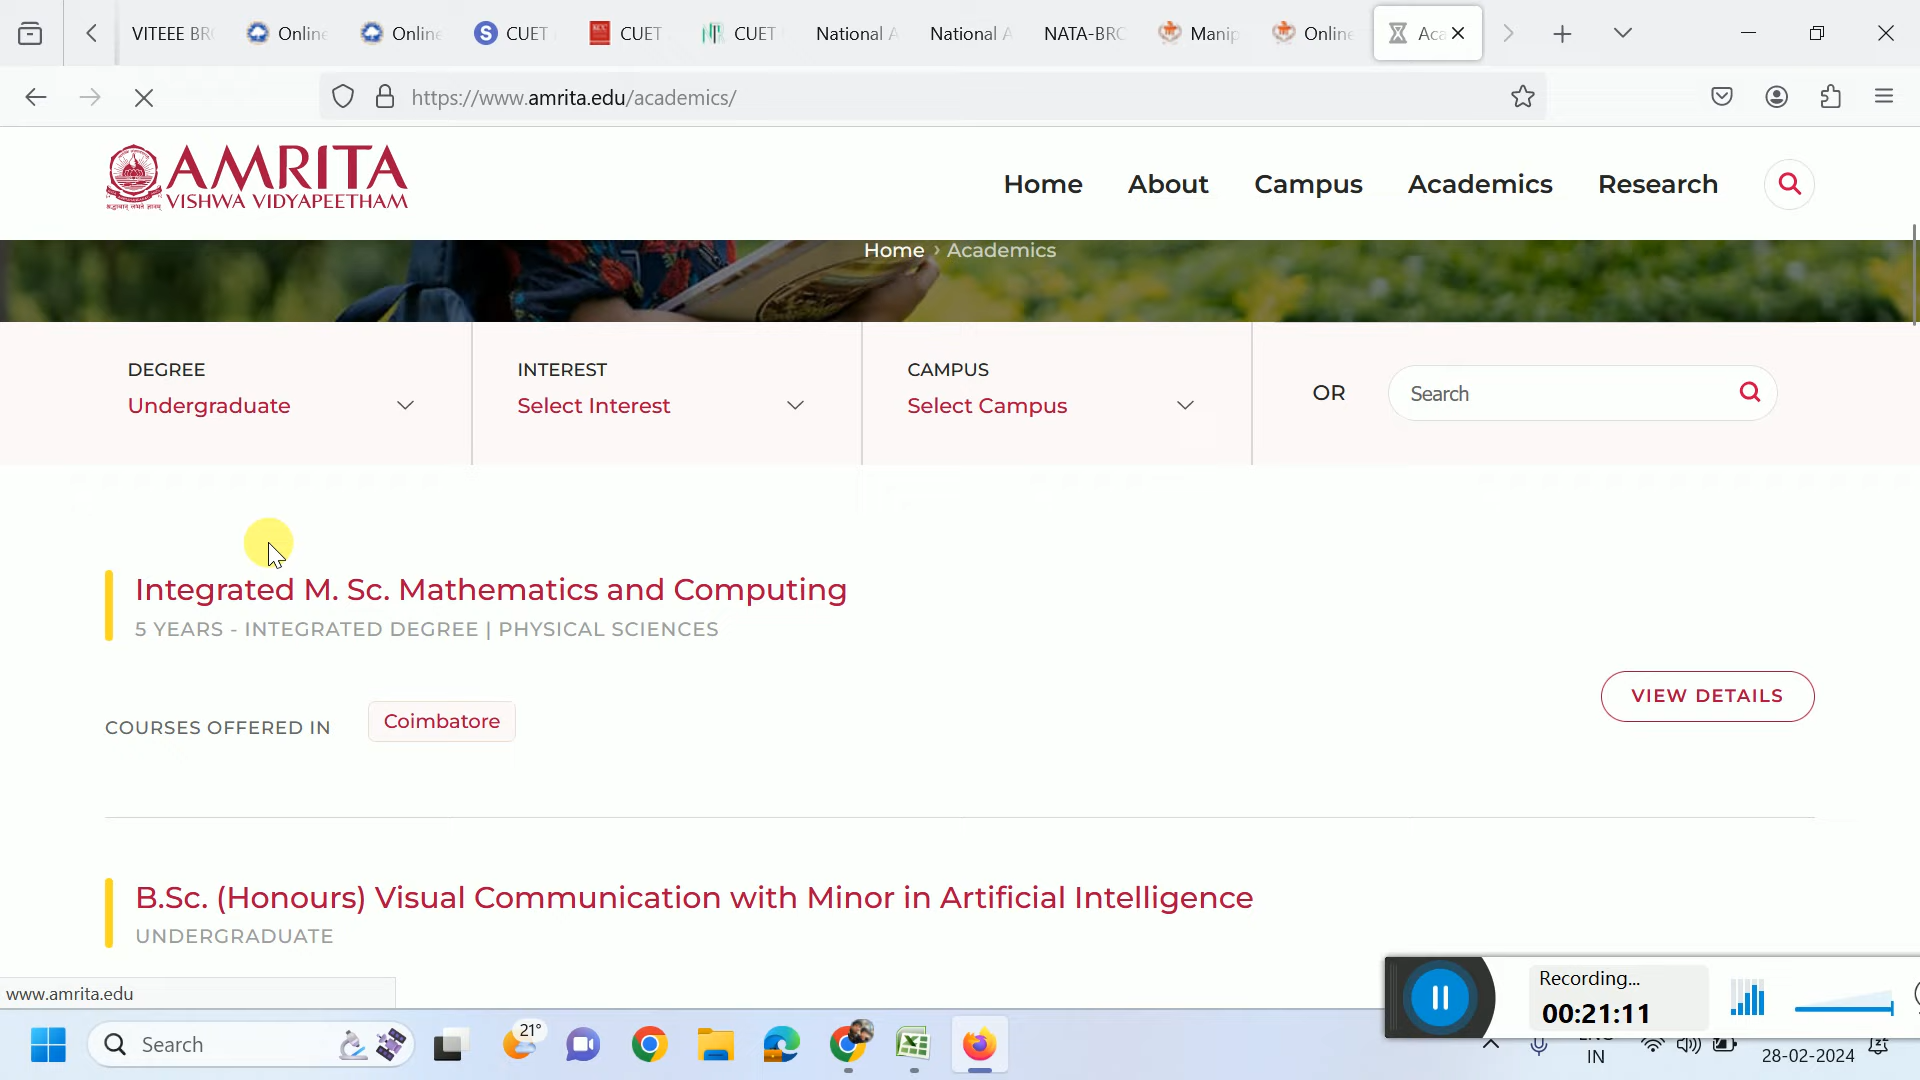 VITEEE BR
Online
Online
CUET
CUET
CUET
National A
National A
NATA-BRO
Manip
Online
Aca
https://www.amrita.edu/academics/
AMRITA
VISHWA VIDYAPEETHAM
Home
About
Campus
Academics
Research
Home › Academics
DEGREE
Undergraduate
INTEREST
Select Interest
CAMPUS
Select Campus
OR
Search
Integrated M. Sc. Mathematics and Computing
5 YEARS - INTEGRATED DEGREE | PHYSICAL SCIENCES
COURSES OFFERED IN
Coimbatore
VIEW DETAILS
B.Sc. (Honours) Visual Communication with Minor in Artificial Intelligence
UNDERGRADUATE
www.amrita.edu
Recording...
00:21:11
Search
21°
ENG
IN
28-02-2024